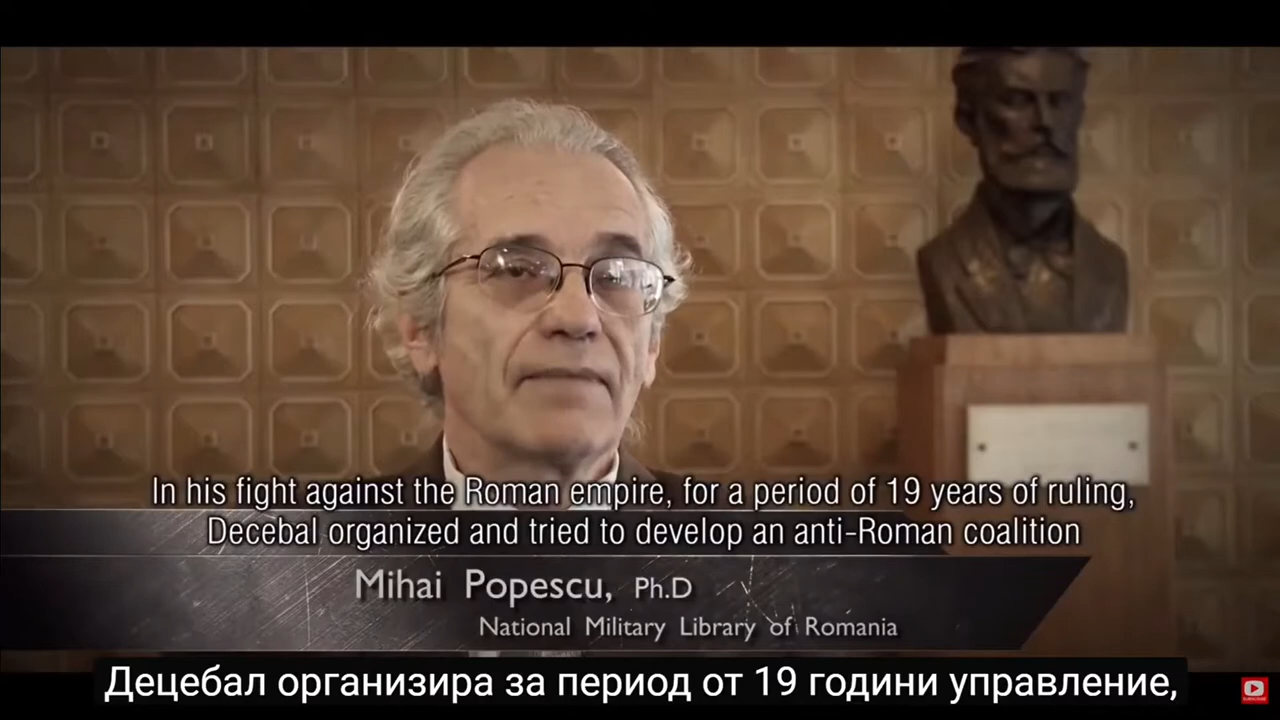 In his fight against the Roman empire, for a period of 19 years of ruling,
Decebal organized and tried to develop an anti-Roman coalition
Mihai Popescu, Ph.D
National Military Library of Romania
Децебал организира за период от 19 години управление,
SUBSCRIBE